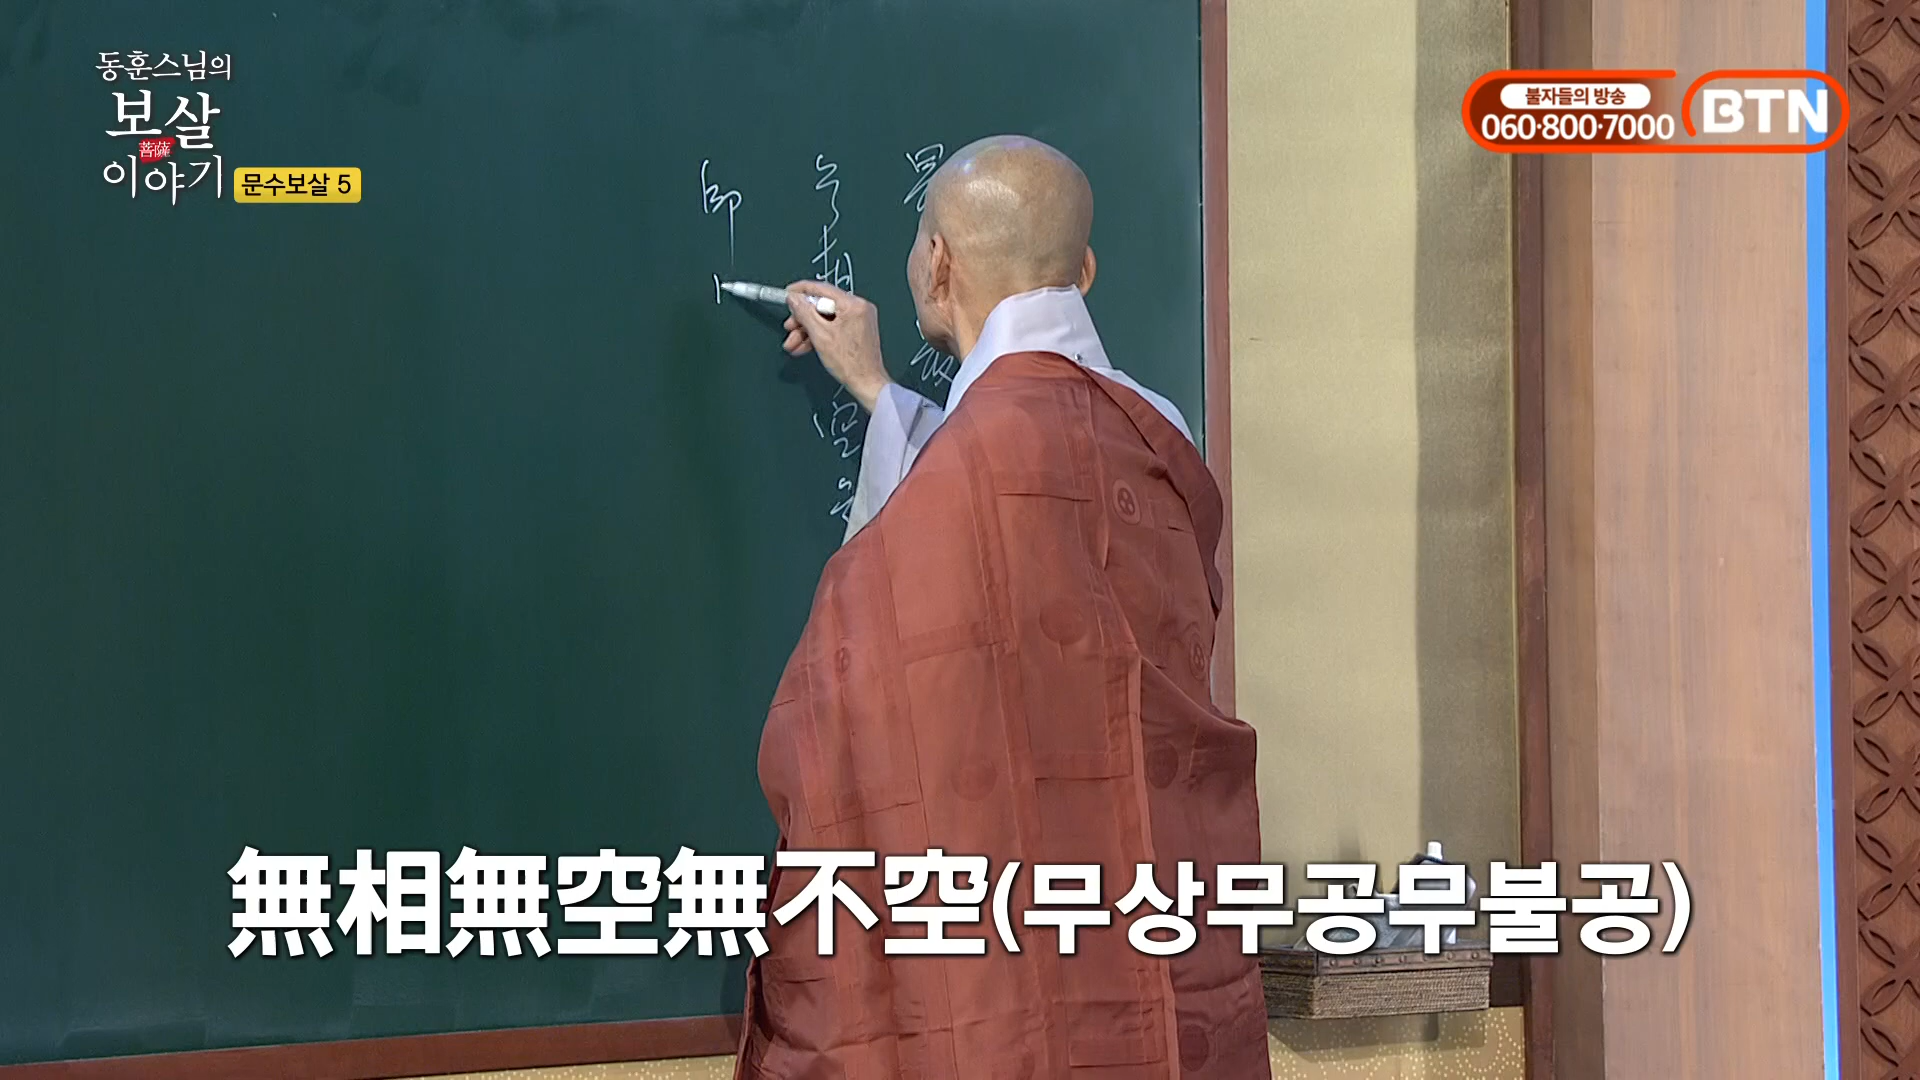 동훈스님의
보살
菩薩
이야기
문수보살 5
불자들의 방송
060·800·7000
BTN
無相無空無不空(무상무공무불공)
相
空
即